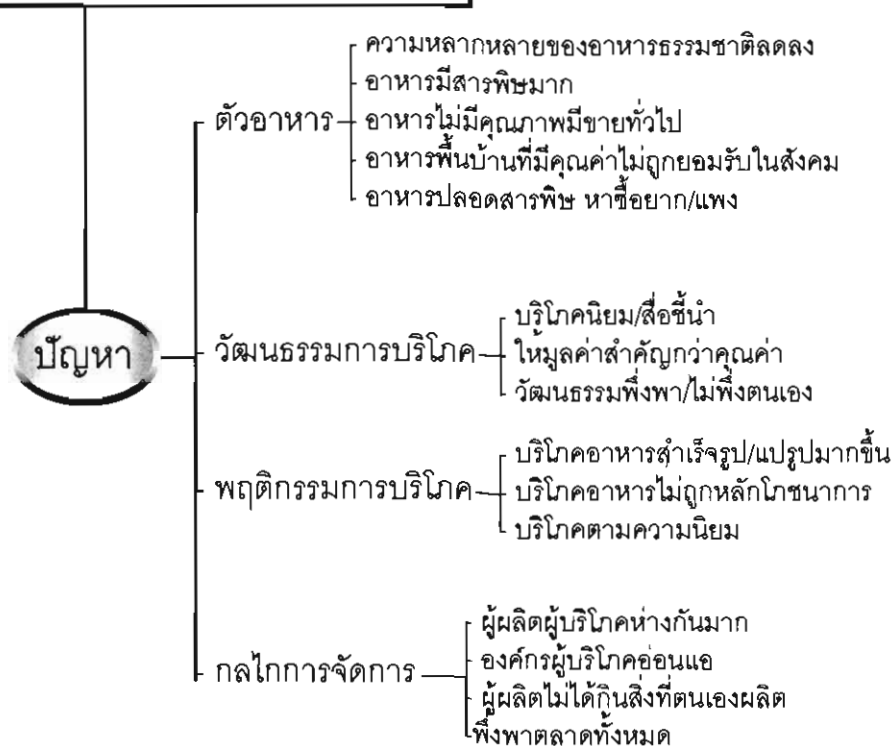 ความหลากหลายของอาหารธรรมชาติลดลง
อาหารมีสารพิษมาก
ตัวอาหาร
อาหารไม่มีคุณภาพมีขายทั่วไป
อาหารพื้นบ้านที่มีคุณค่าไม่ถูกยอมรับในสังคม
อาหารปลอดสารพิษ หาซื้อยาก/แพง
ปัญหา
วัฒนธรรมการบริโภค
บริโภคนิยม/สื่อชี้นำ
ให้มูลค่าสำคัญกว่าคุณค่า
วัฒนธรรมพึ่งพา/ไม่พึ่งตนเอง
พฤติกรรมการบริโภค
บริโภคอาหารสำเร็จรูป/แปรูปมากขึ้น
บริโภคอาหารไม่ถูกหลักโภชนาการ
บริโภคตามความนิยม
กลไกการจัดการ
ผู้ผลิตผู้บริโภคห่างกันมาก
องค์กรผู้บริโภคอ่อนแอ
ผู้ผลิตไม่ได้กินสิ่งที่ตนเองผลิต
พึ่งพาตลาดทั้งหมด